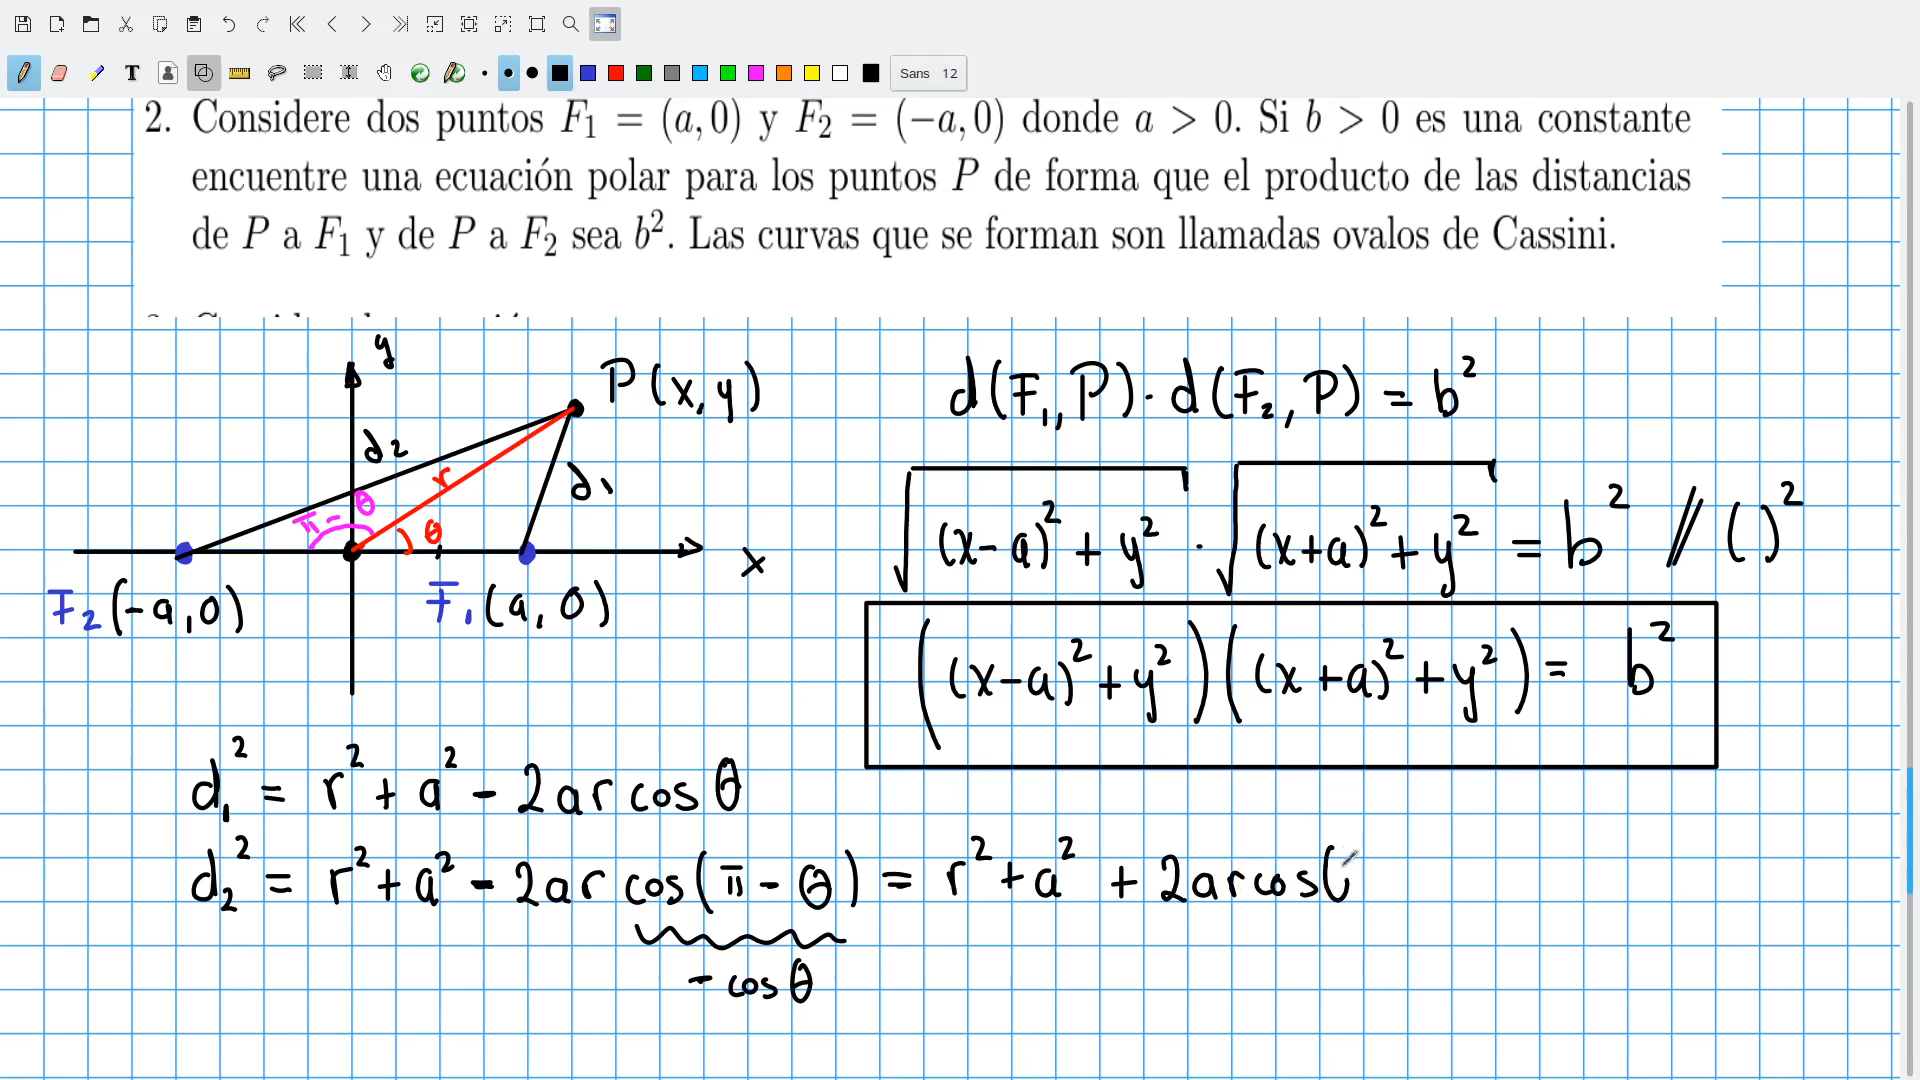 Sans 12
2. Considere dos puntos F₁ = (a, 0) y F₂ = (−a, 0) donde a > 0. Si b > 0 es una constante
encuentre una ecuación polar para los puntos P de forma que el producto de las distancias
de P a F₁ y de P a F₂ sea b². Las curvas que se forman son llamadas ovalos de Cassini.
y
P(x,y)
d₂
r
d₁
π-θ
θ
x
F₂(-a,0)
F₁(a,0)
d(F₁,P)·d(F₂,P) = b²
√((x-a)²+y²) · √((x+a)²+y²) = b² // ( )²
((x-a)²+y²)((x+a)²+y²) = b²
d₁² = r²+a² - 2ar cos θ
d₂² = r²+a² - 2ar cos(π-θ) = r²+a² + 2ar cos(
-cos θ